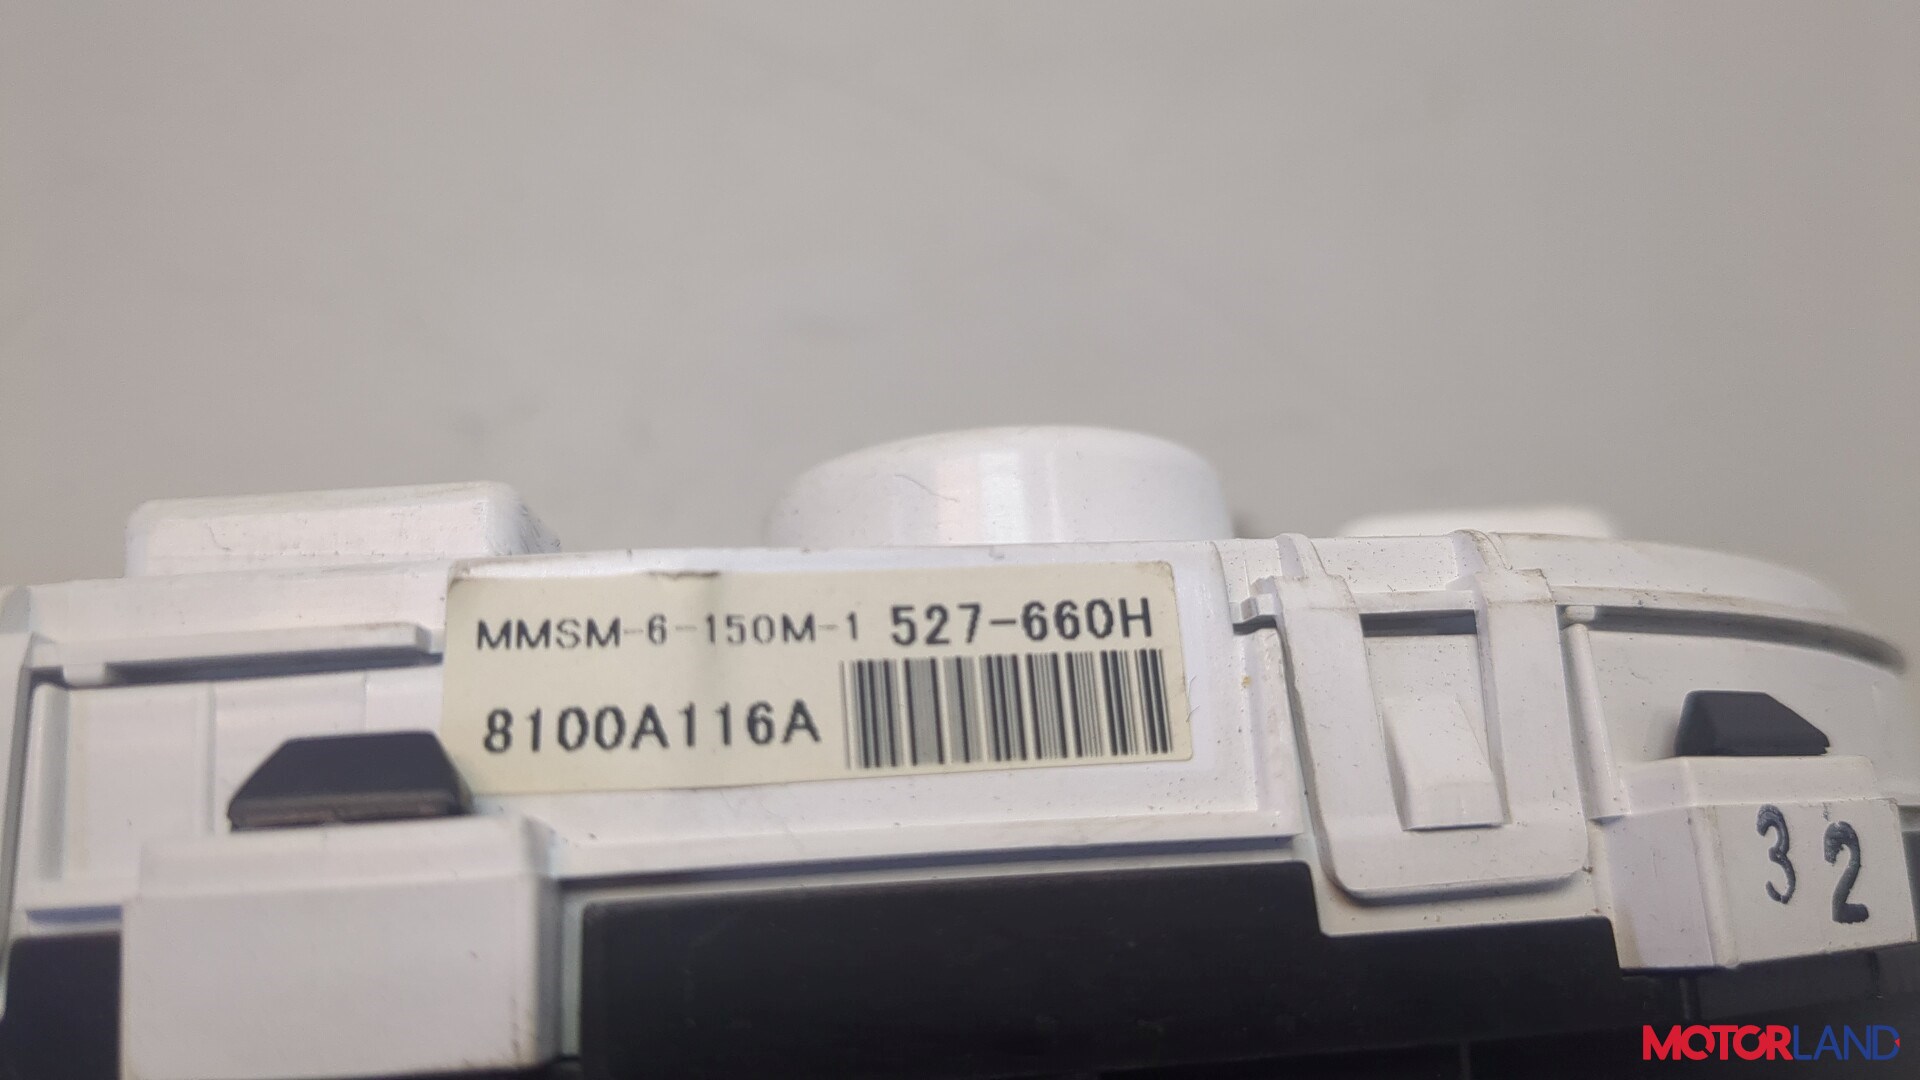 MMSM-6-150M-1 527-660H
8100A116A
32
MOTORLAND